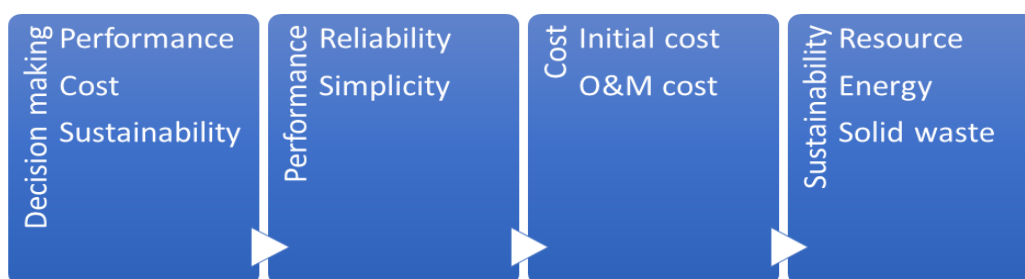 Decision making
Performance
Cost
Sustainability
Performance
Reliability
Simplicity
Cost
Initial cost
O&M cost
Sustainability
Resource
Energy
Solid waste